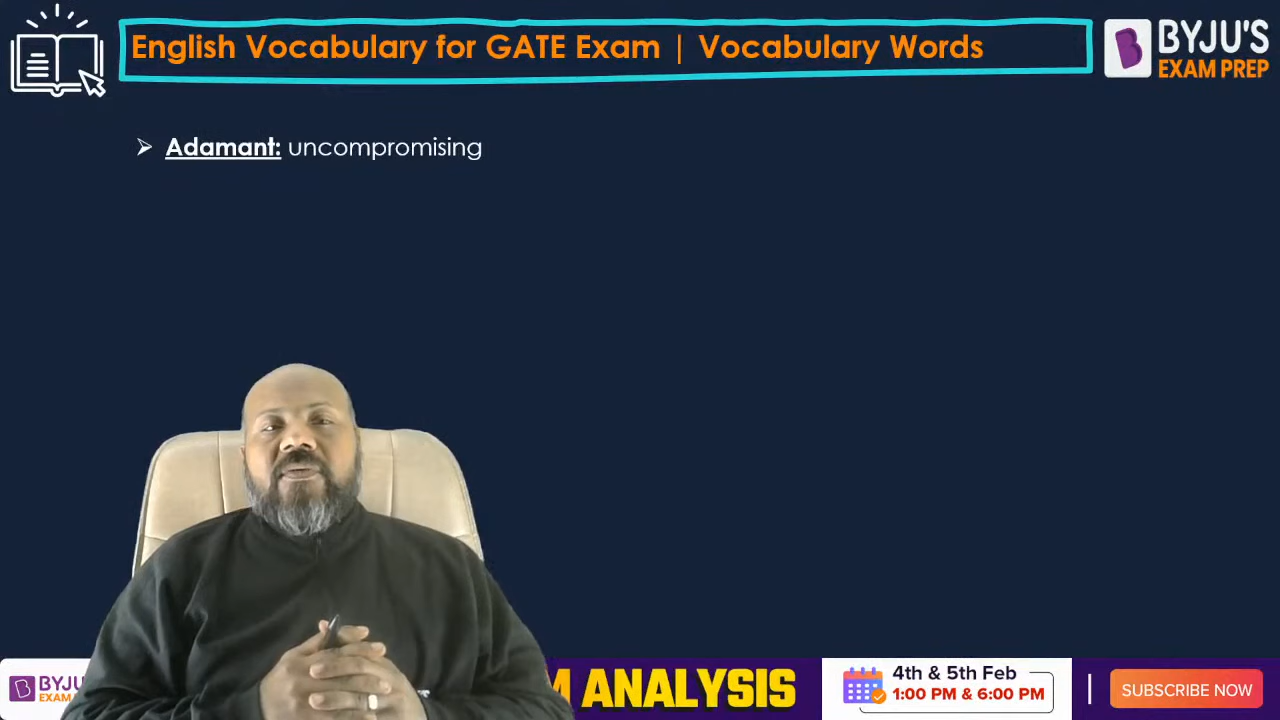 English Vocabulary for GATE Exam | Vocabulary Words
BYJU'S
EXAM PREP
➢ Adamant: uncompromising
ANALYSIS
4th & 5th Feb
1:00 PM & 6:00 PM
SUBSCRIBE NOW